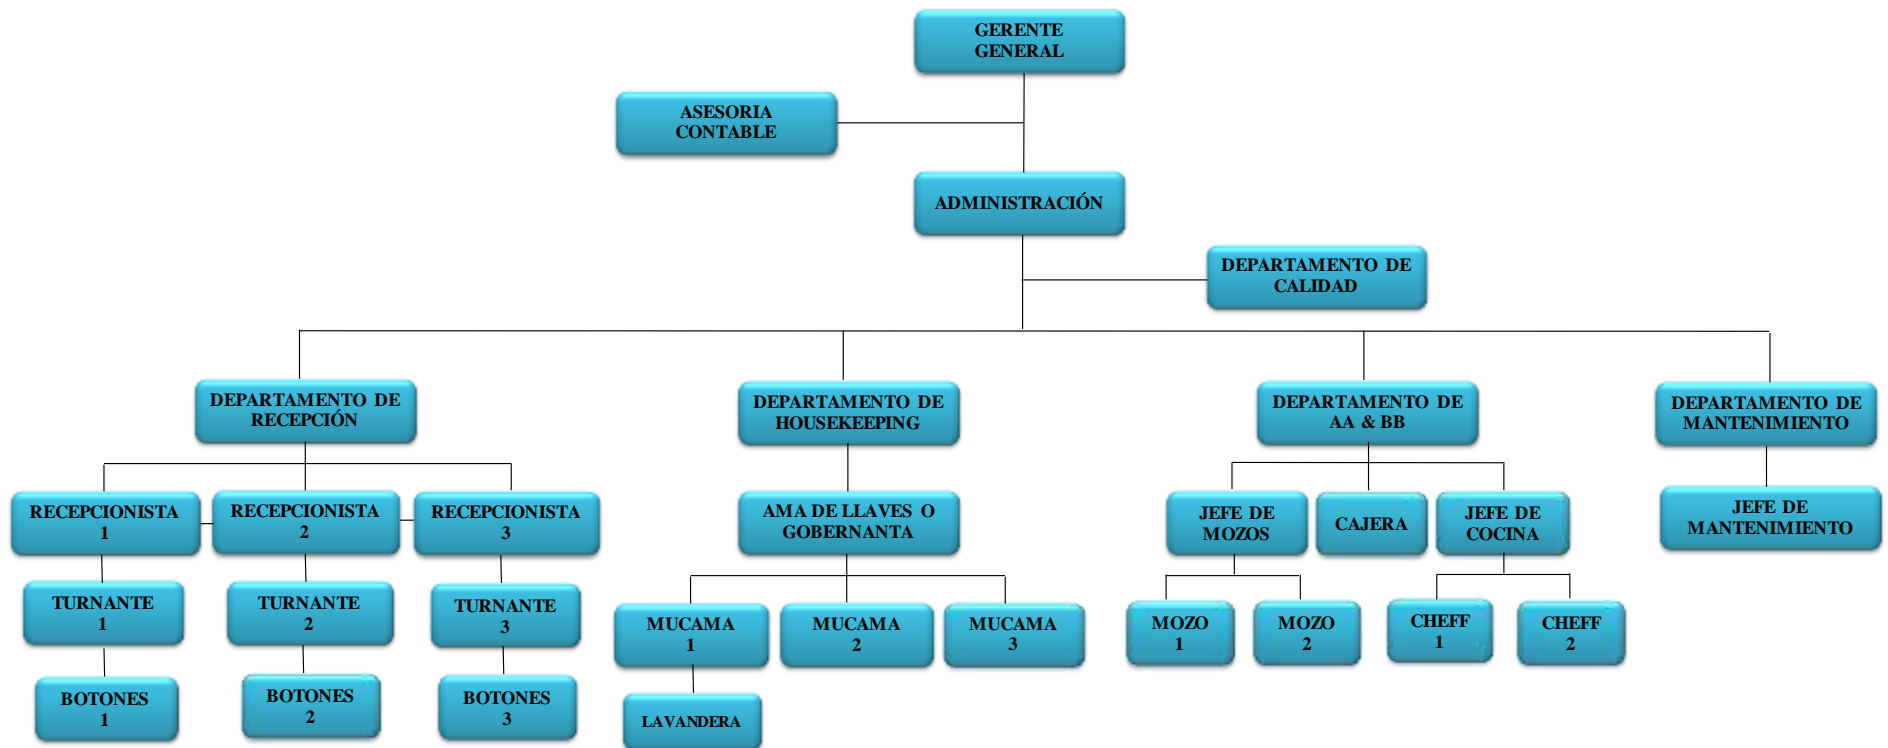 GERENTE
GENERAL
ASESORIA
CONTABLE
ADMINISTRACIÓN
DEPARTAMENTO DE
CALIDAD
DEPARTAMENTO DE
RECEPCIÓN
DEPARTAMENTO DE
HOUSEKEEPING
DEPARTAMENTO DE
AA & BB
DEPARTAMENTO DE
MANTENIMIENTO
RECEPCIONISTA
1
RECEPCIONISTA
2
RECEPCIONISTA
3
AMA DE LLAVES O
GOBERNANTA
JEFE DE
MOZOS
CAJERA
JEFE DE
COCINA
JEFE DE
MANTENIMIENTO
TURNANTE
1
TURNANTE
2
TURNANTE
3
MUCAMA
1
MUCAMA
2
MUCAMA
3
MOZO
1
MOZO
2
CHEFF
1
CHEFF
2
BOTONES
1
BOTONES
2
BOTONES
3
LAVANDERA